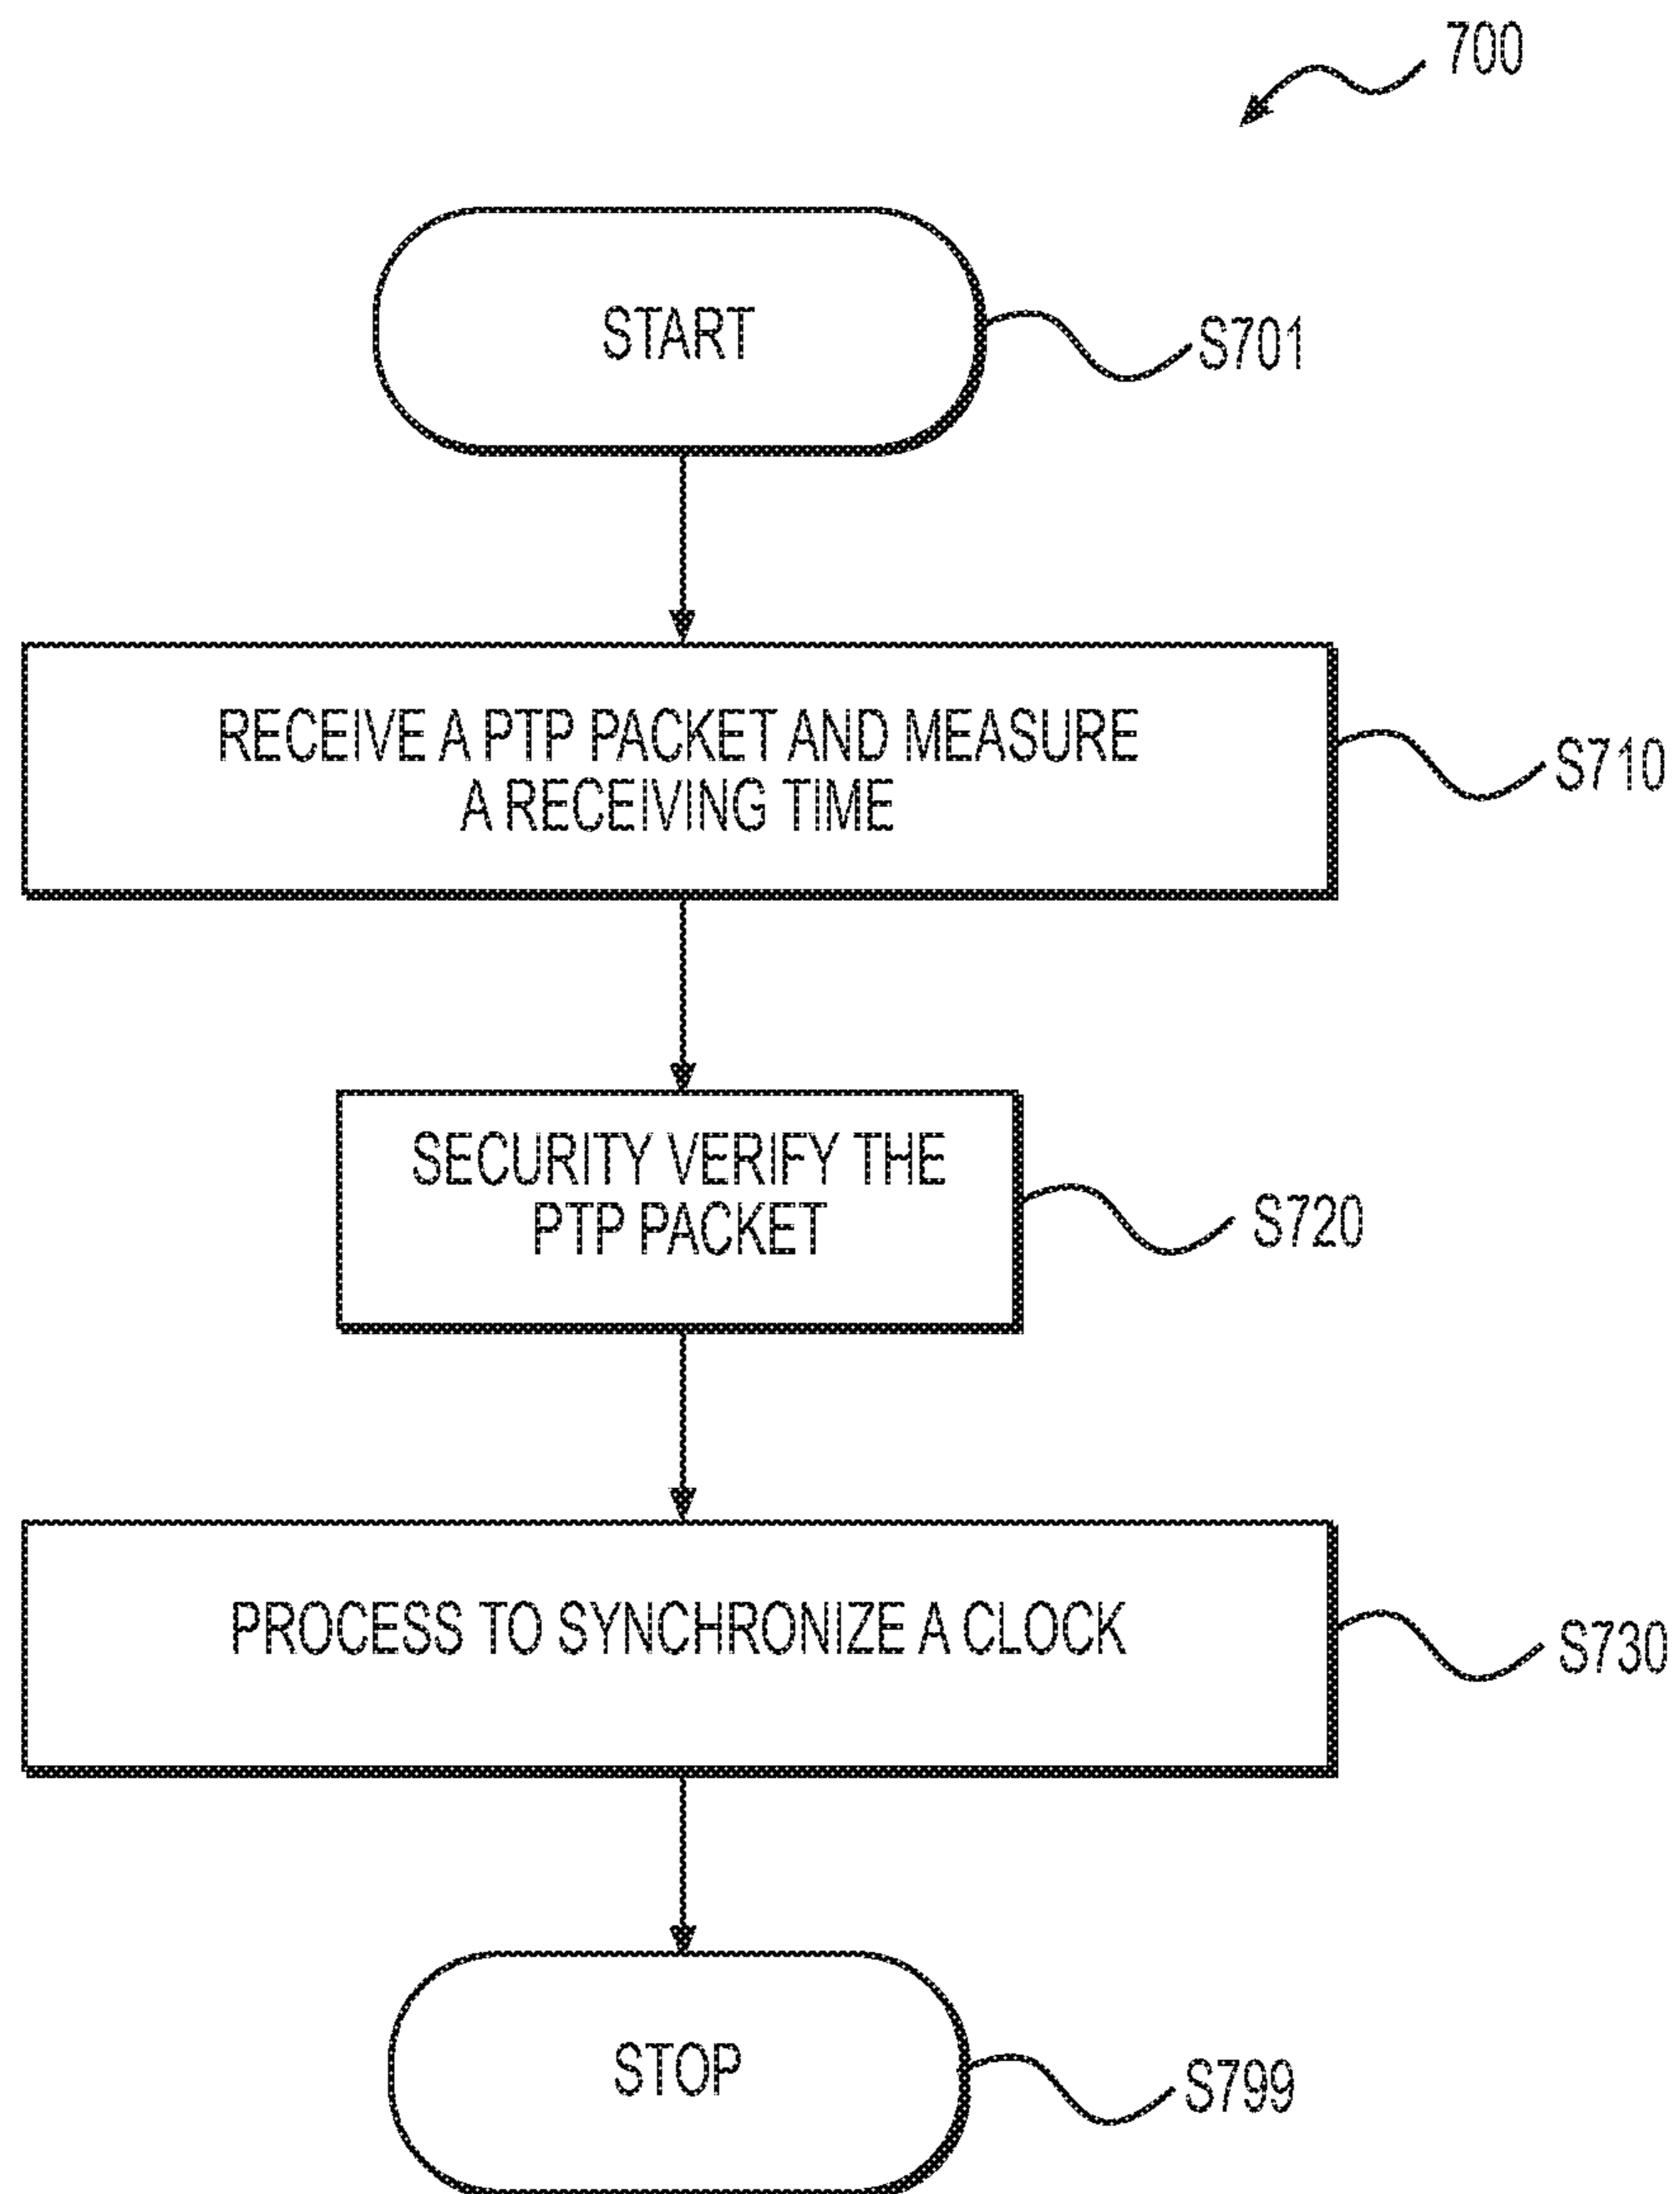 700
START
S701
RECEIVE A PTP PACKET AND MEASURE
A RECEIVING TIME
S710
SECURITY VERIFY THE
PTP PACKET
S720
PROCESS TO SYNCHRONIZE A CLOCK
S730
STOP
S799